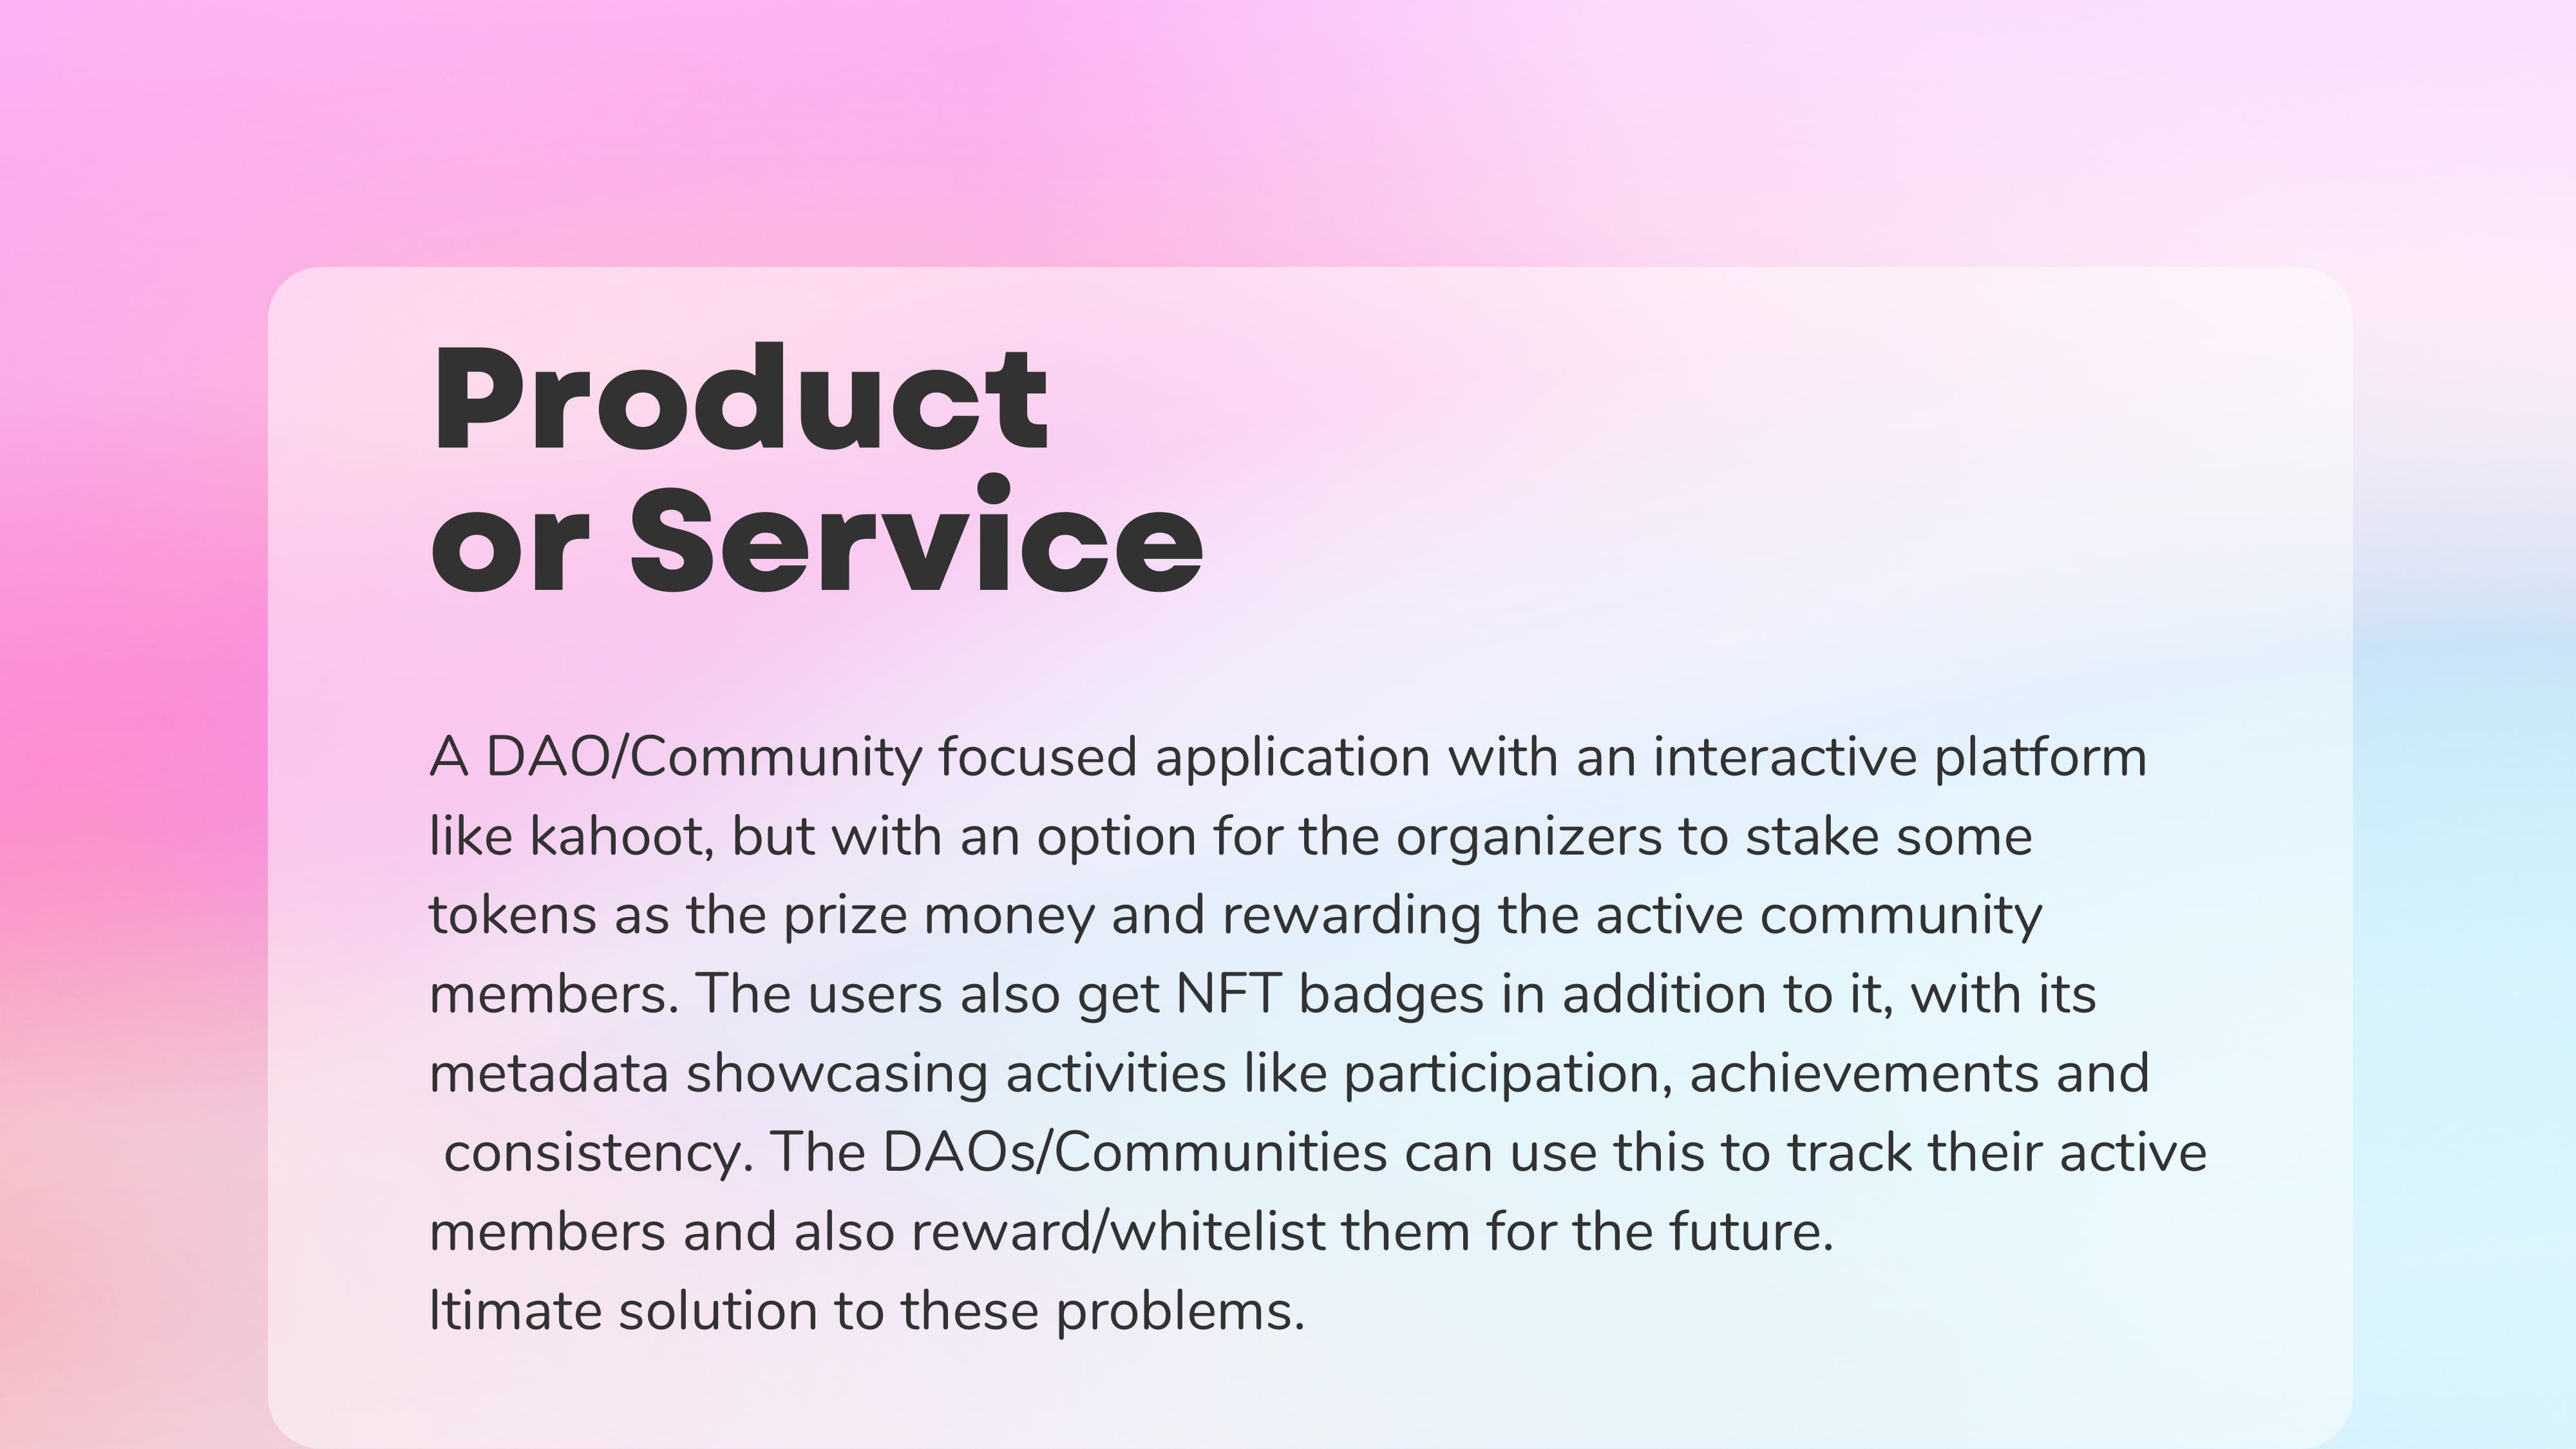 Product
or Service
A DAO/Community focused application with an interactive platform
like kahoot, but with an option for the organizers to stake some
tokens as the prize money and rewarding the active community
members. The users also get NFT badges in addition to it, with its
metadata showcasing activities like participation, achievements and
consistency. The DAOs/Communities can use this to track their active
members and also reward/whitelist them for the future.
ltimate solution to these problems.